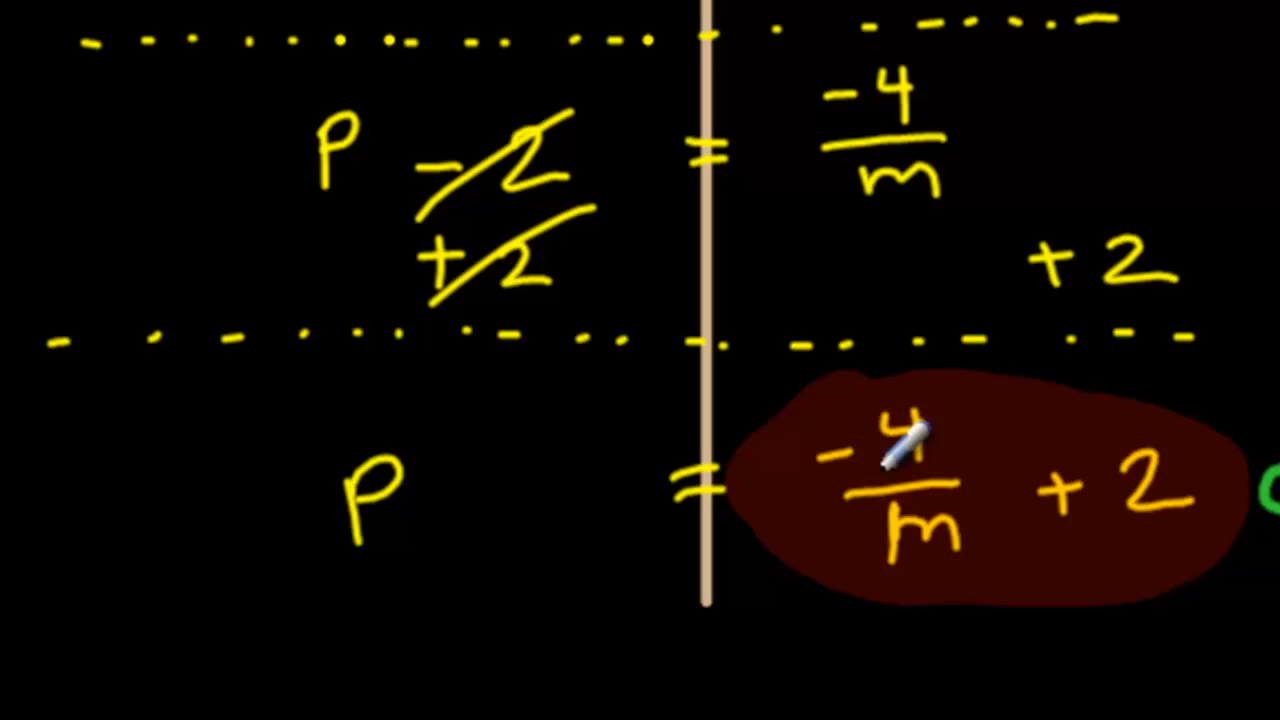 P - 2 = -4/m
+ 2 + 2
P = -4/m + 2